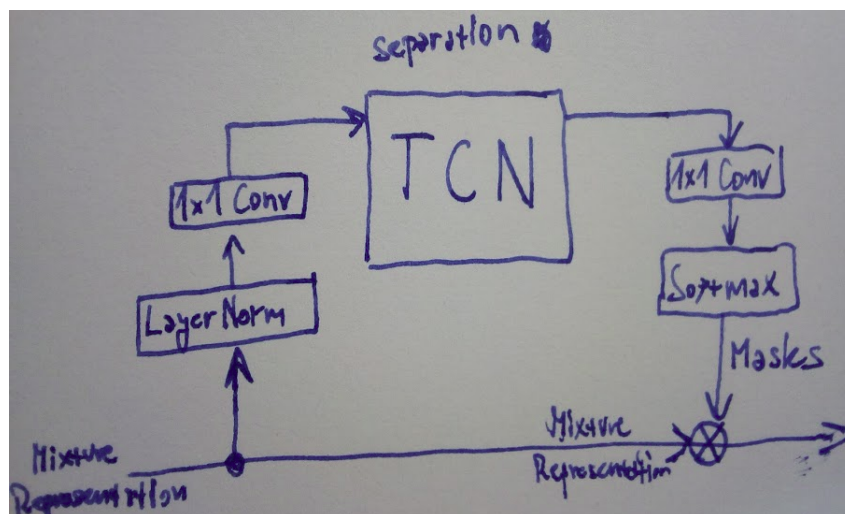 separation
TCN
1x1 Conv
1x1 Conv
LayerNorm
Softmax
Masks
Mixture
Representation
Mixture
Representation